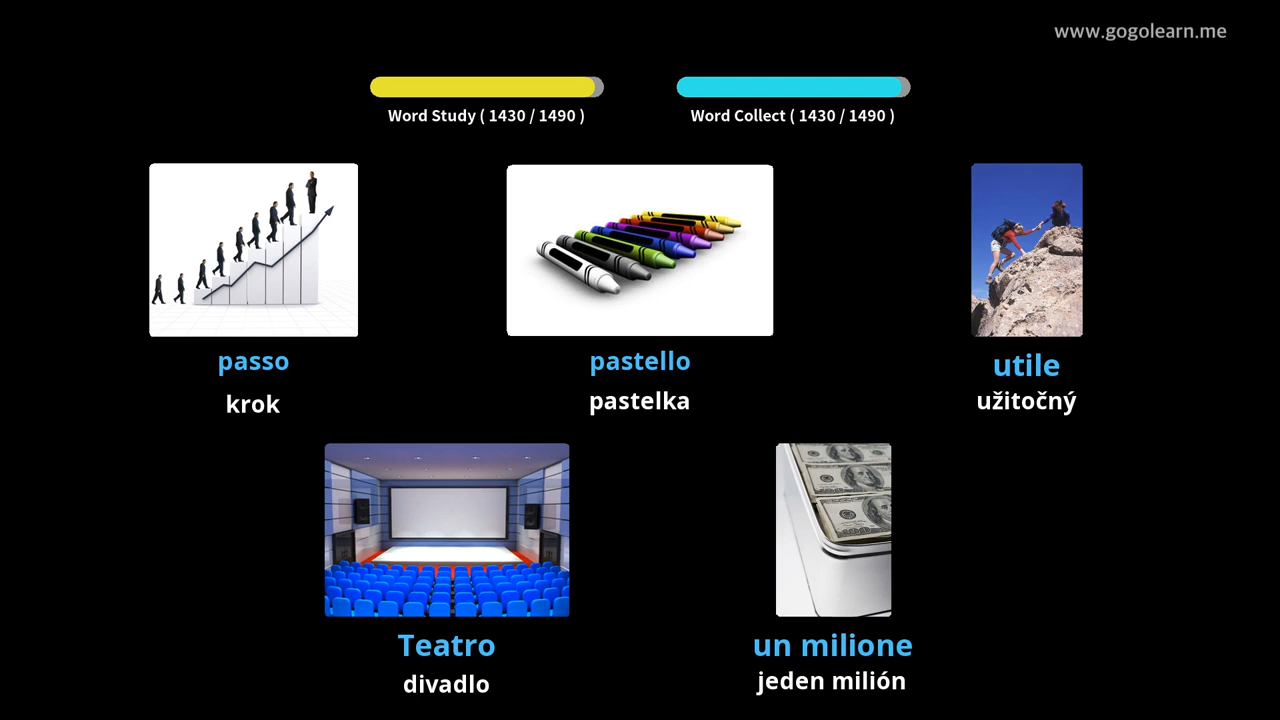 www.gogolearn.me
Word Study ( 1430 / 1490 )
Word Collect ( 1430 / 1490 )
passo
krok
pastello
pastelka
utile
užitočný
Teatro
divadlo
un milione
jeden milión